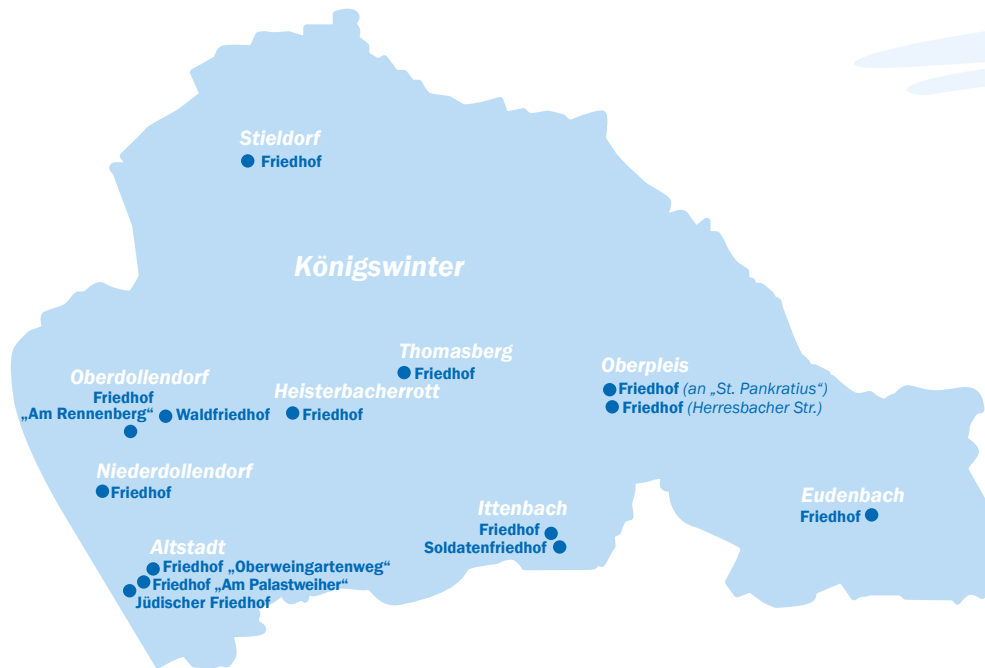 Stieldorf
Friedhof
Königswinter
Thomasberg
Friedhof
Oberpleis
Friedhof (an „St. Pankratius“)
Friedhof (Herresbacher Str.)
Oberdollendorf
Friedhof
„Am Rennenberg“
Waldfriedhof
Heisterbacherrott
Friedhof
Niederdollendorf
Friedhof
Ittenbach
Friedhof
Soldatenfriedhof
Eudenbach
Friedhof
Altstadt
Friedhof „Oberweingartenweg“
Friedhof „Am Palastweiher“
Jüdischer Friedhof